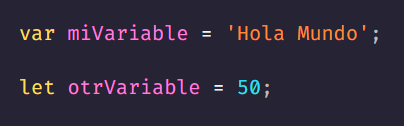 var miVariable = 'Hola Mundo';
let otrVariable = 50;